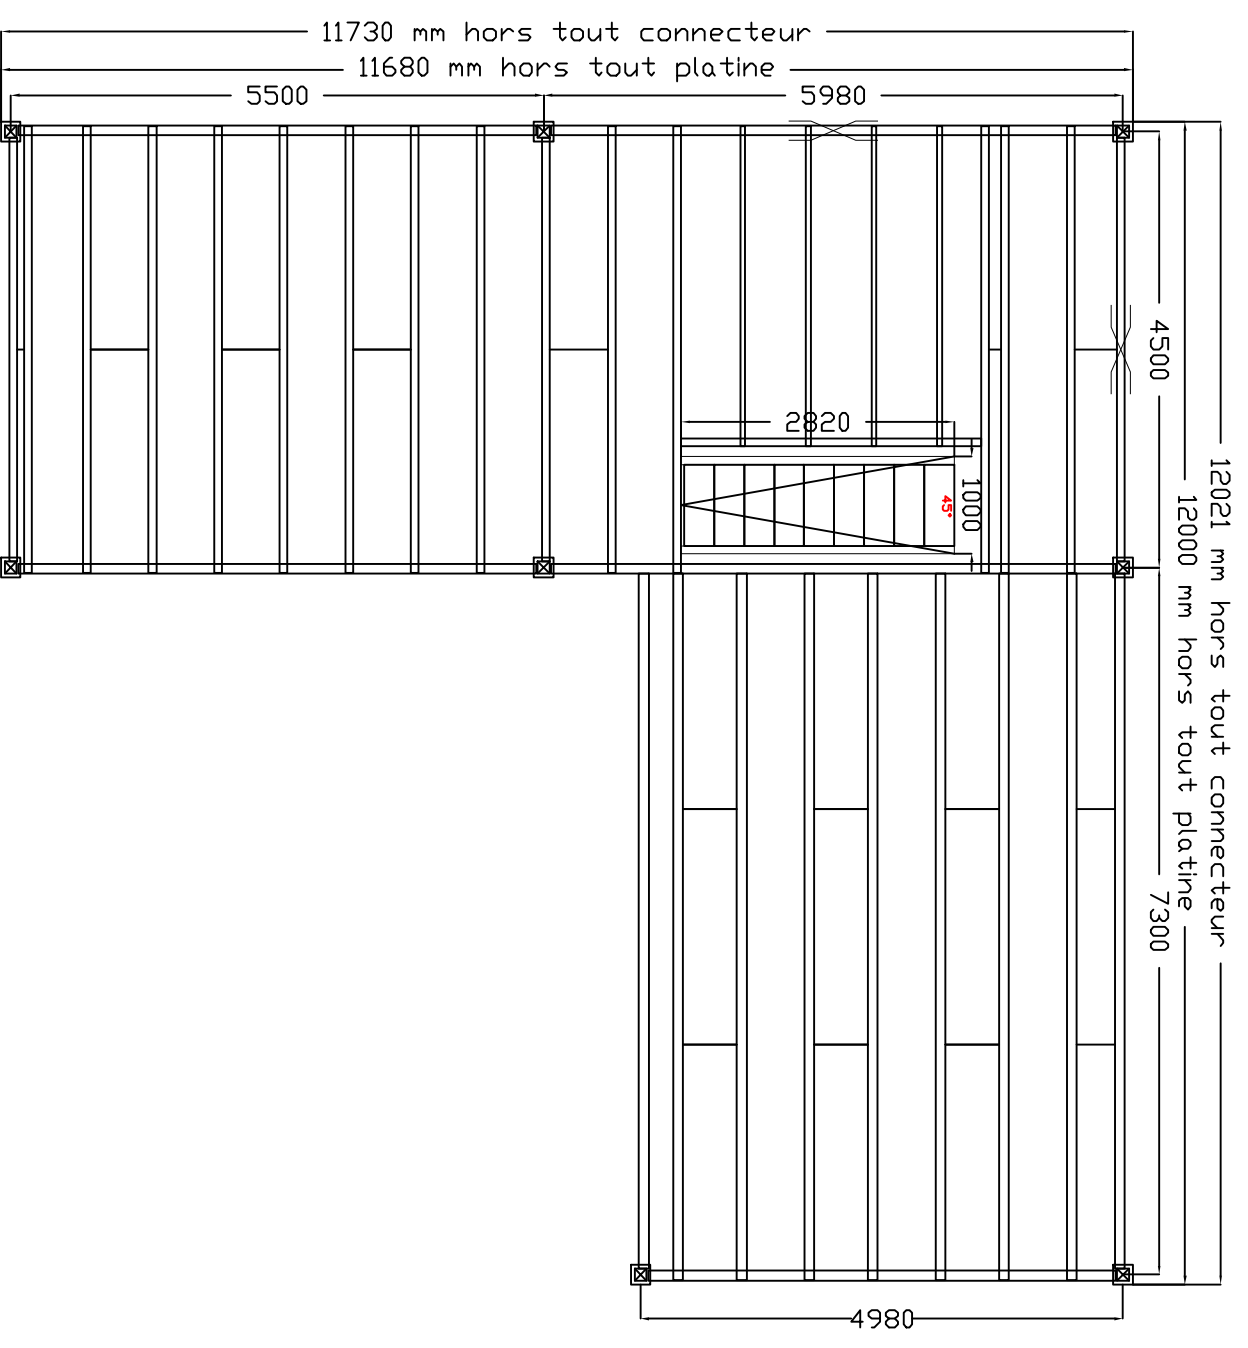 11730 mm hors tout connecteur
11680 mm hors tout platine
5500
5980
4500
2820
1000
45°
12021 mm hors tout connecteur
12000 mm hors tout platine
7300
4980